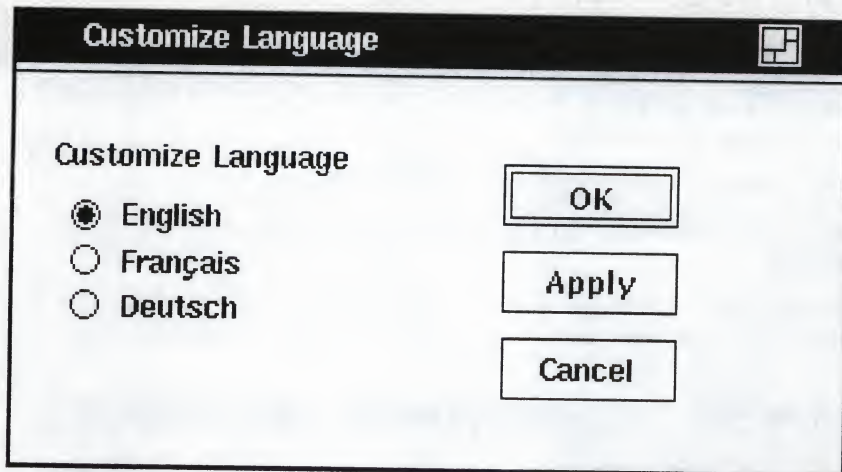 Customize Language
Customize Language
English
Français
Deutsch
OK
Apply
Cancel